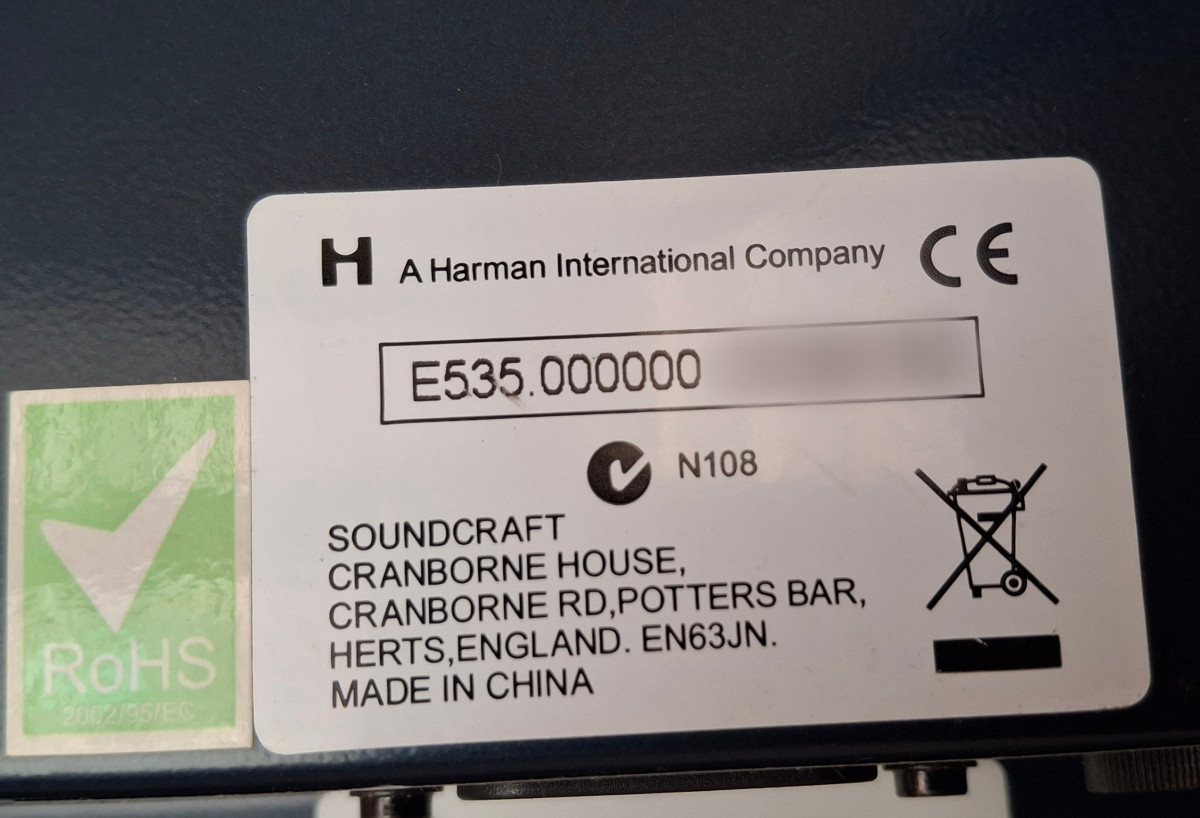 A Harman International Company CE
E535.000000
N108
SOUNDCRAFT
CRANBORNE HOUSE,
CRANBORNE RD,POTTERS BAR,
HERTS,ENGLAND. EN63JN.
MADE IN CHINA
RoHS
2002/95/EC